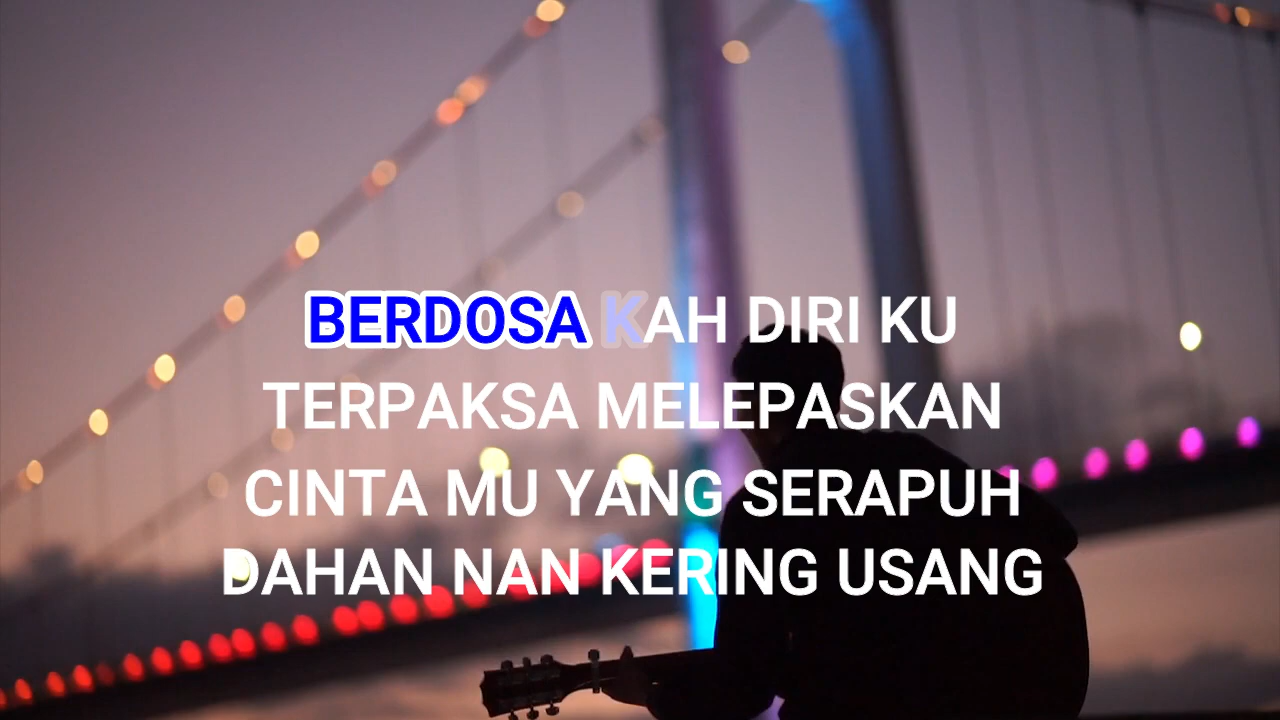 BERDOSA KAH DIRI KU
TERPAKSA MELEPASKAN
CINTA MU YANG SERAPUH
DAHAN NAN KERING USANG